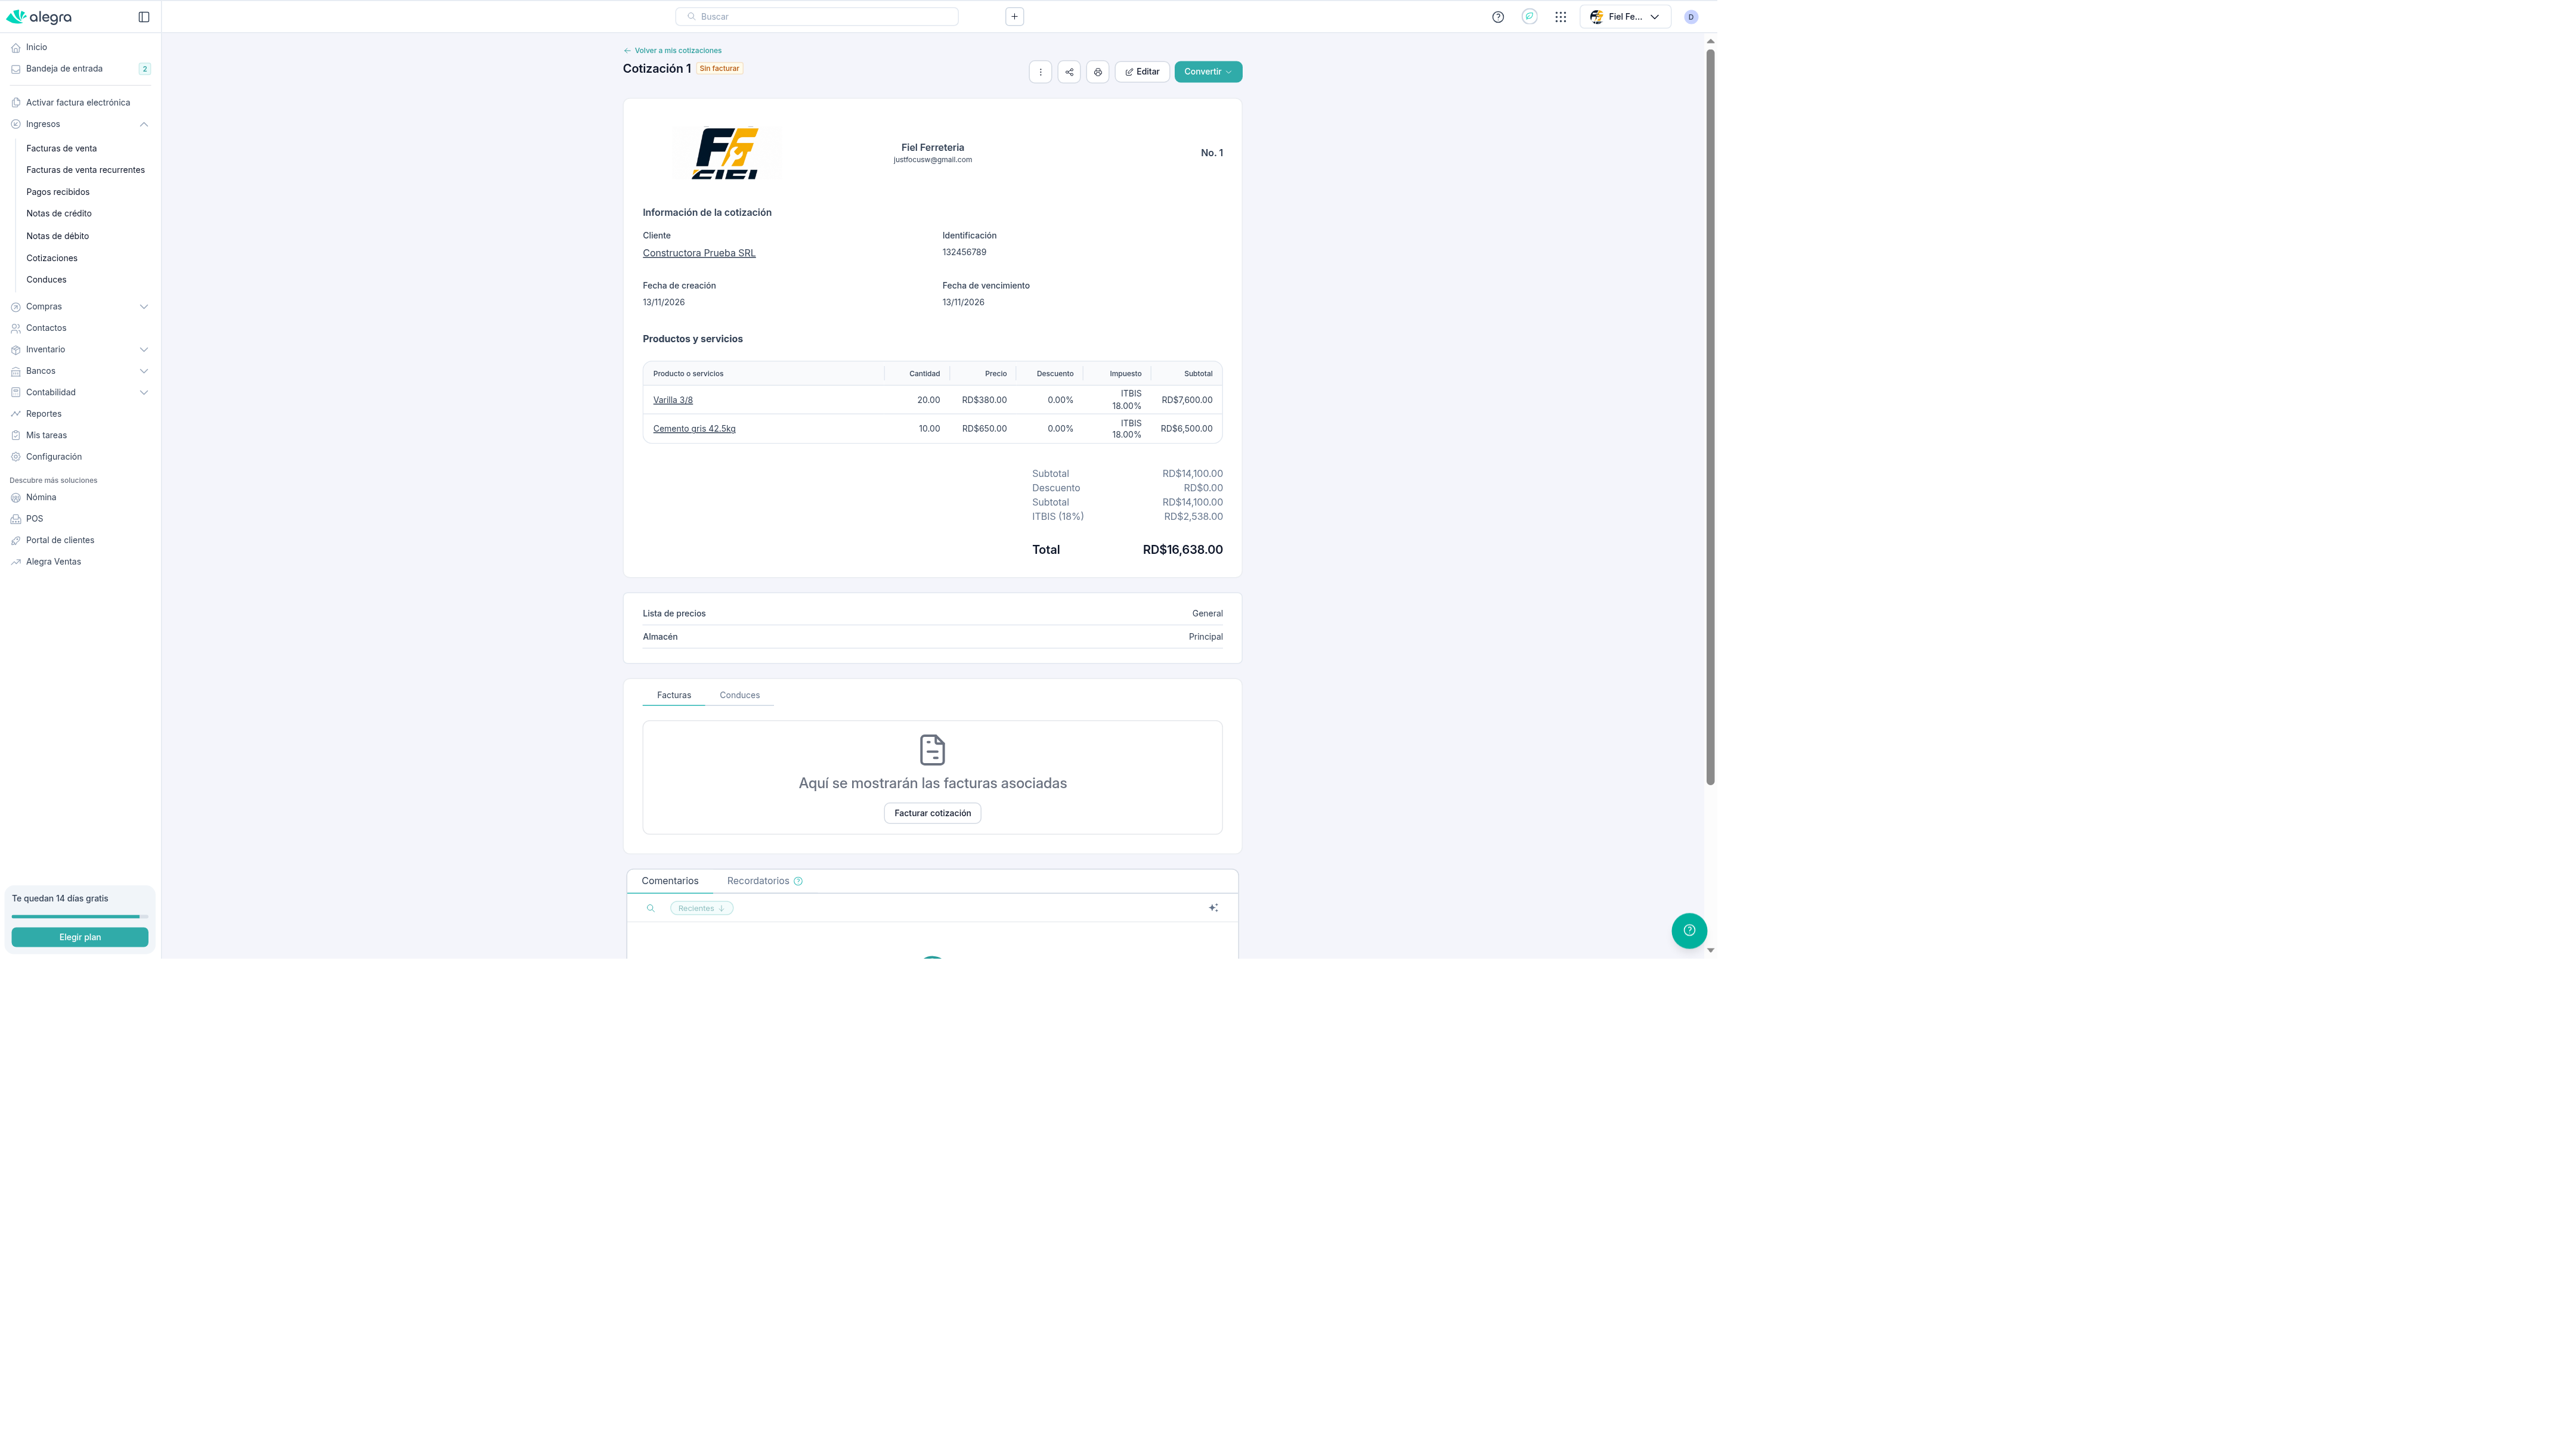 alegra
Buscar
Fiel Fe...
D
Inicio
Bandeja de entrada 2
Activar factura electrónica
Ingresos
Facturas de venta
Facturas de venta recurrentes
Pagos recibidos
Notas de crédito
Notas de débito
Cotizaciones
Conduces
Compras
Contactos
Inventario
Bancos
Contabilidad
Reportes
Mis tareas
Configuración
Descubre más soluciones
Nómina
POS
Portal de clientes
Alegra Ventas
Te quedan 14 días gratis
Elegir plan
← Volver a mis cotizaciones
Cotización 1 Sin facturar
Editar
Convertir
Fiel Ferreteria
justfocusw@gmail.com
No. 1
Información de la cotización
Cliente Identificación
Constructora Prueba SRL 132456789
Fecha de creación Fecha de vencimiento
13/11/2026 13/11/2026
Productos y servicios
Producto o servicios Cantidad Precio Descuento Impuesto Subtotal
Varilla 3/8 20.00 RD$380.00 0.00% ITBIS 18.00% RD$7,600.00
Cemento gris 42.5kg 10.00 RD$650.00 0.00% ITBIS 18.00% RD$6,500.00
Subtotal RD$14,100.00
Descuento RD$0.00
Subtotal RD$14,100.00
ITBIS (18%) RD$2,538.00
Total RD$16,638.00
Lista de precios General
Almacén Principal
Facturas Conduces
Aquí se mostrarán las facturas asociadas
Facturar cotización
Comentarios Recordatorios
Recientes ↓